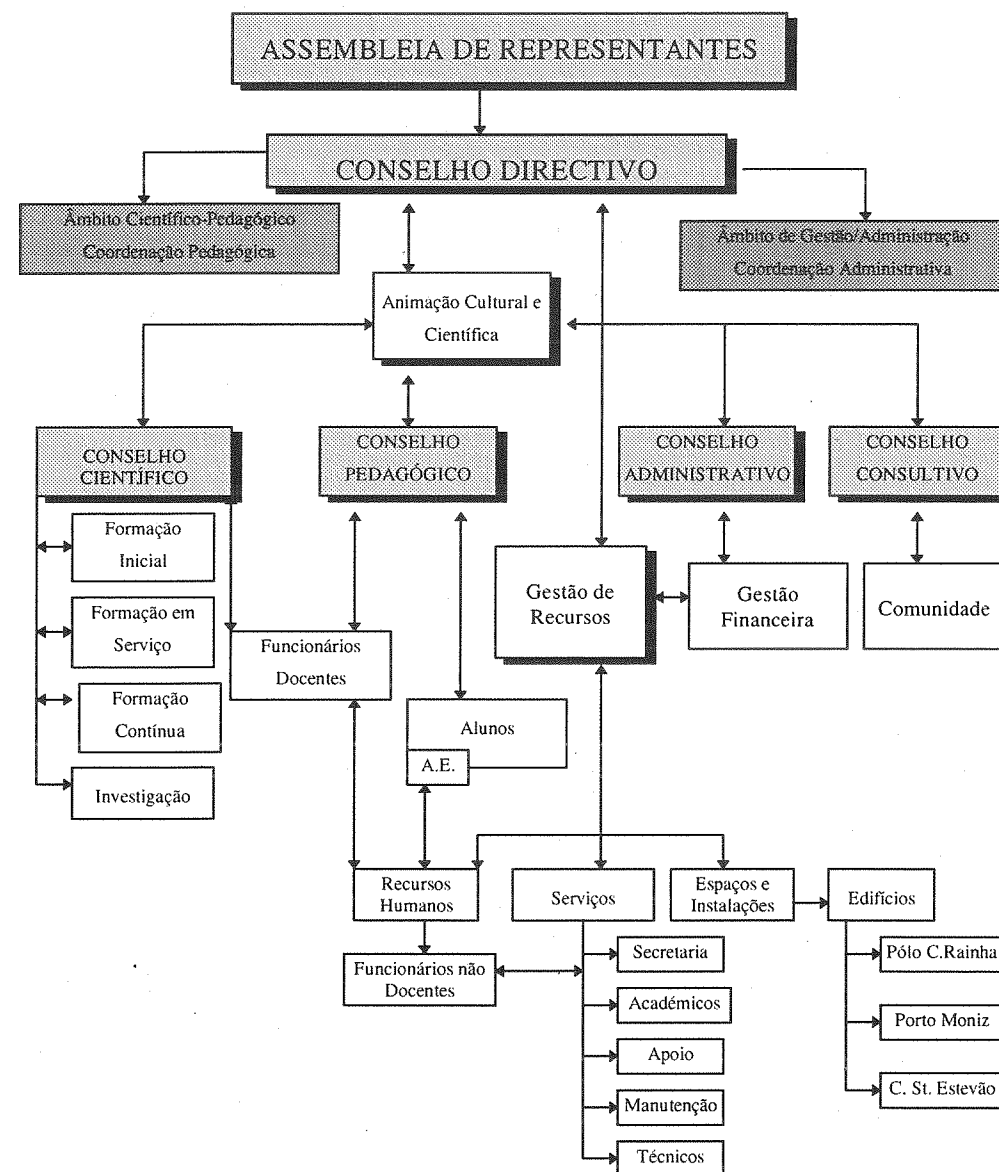 ASSEMBLEIA DE REPRESENTANTES
CONSELHO DIRECTIVO
Âmbito Científico-Pedagógico
Coordenação Pedagógica
Âmbito de Gestão/Administração
Coordenação Administrativa
Animação Cultural e
Científica
CONSELHO
CIENTÍFICO
CONSELHO
PEDAGÓGICO
CONSELHO
ADMINISTRATIVO
CONSELHO
CONSULTIVO
Formação
Inicial
Formação em
Serviço
Formação
Contínua
Investigação
Funcionários
Docentes
Alunos
A.E.
Gestão de
Recursos
Gestão
Financeira
Comunidade
Recursos
Humanos
Serviços
Espaços e
Instalações
Edifícios
Funcionários não
Docentes
Secretaria
Académicos
Apoio
Manutenção
Técnicos
Pólo C.Rainha
Porto Moniz
C. St. Estevão